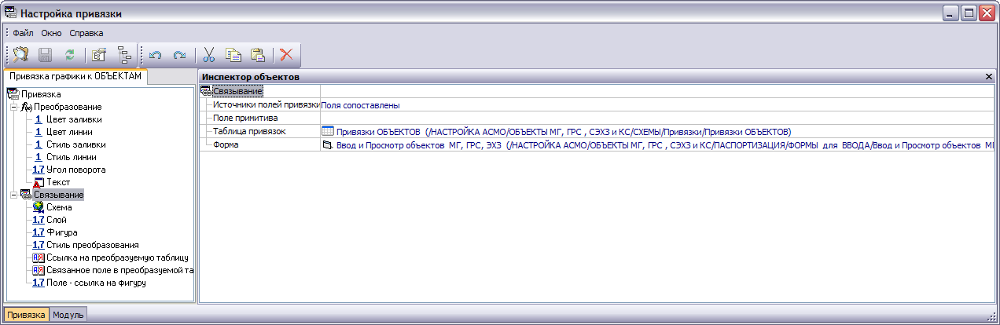 Настройка привязки
Файл Окно Справка
Привязка графики к ОБЪЕКТАМ
Привязка
f(x) Преобразование
1 Цвет заливки
1 Цвет линии
1 Стиль заливки
1 Стиль линии
1,7 Угол поворота
Текст
Связывание
Схема
1,7 Слой
1,7 Фигура
1,7 Стиль преобразования
АЯ Ссылка на преобразуемую таблицу
АЯ Связанное поле в преобразуемой та
1,7 Поле - ссылка на фигуру
Инспектор объектов
Связывание
Источники полей привязки Поля сопоставлены
Поле примитива
Таблица привязок Привязки ОБЪЕКТОВ (/НАСТРОЙКА АСМО/ОБЪЕКТЫ МГ, ГРС , СЭХЗ и КС/СХЕМЫ/Привязки/Привязки ОБЪЕКТОВ)
Форма Ввод и Просмотр объектов МГ, ГРС, ЭХЗ (/НАСТРОЙКА АСМО/ОБЪЕКТЫ МГ, ГРС , СЭХЗ и КС/ПАСПОРТИЗАЦИЯ/ФОРМЫ для ВВОДА/Ввод и Просмотр объектов МГ
Привязка Модуль